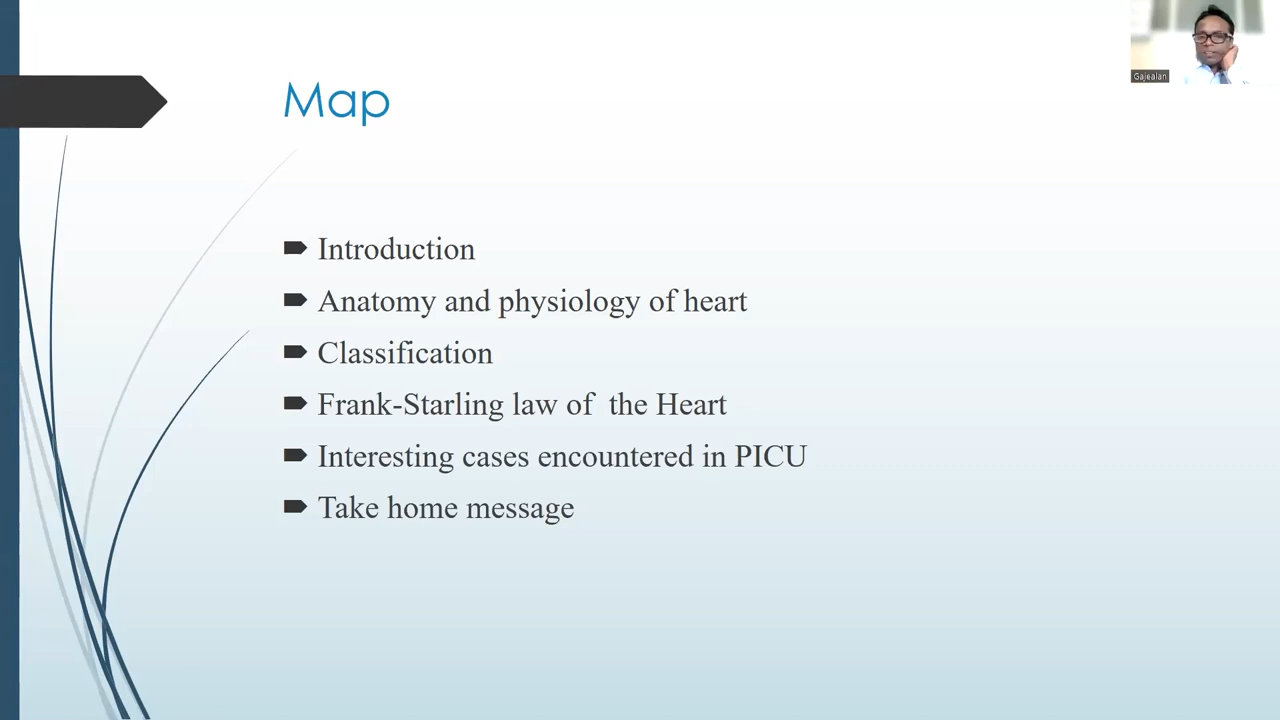 Map
Gajealan
Introduction
Anatomy and physiology of heart
Classification
Frank-Starling law of  the Heart
Interesting cases encountered in PICU
Take home message